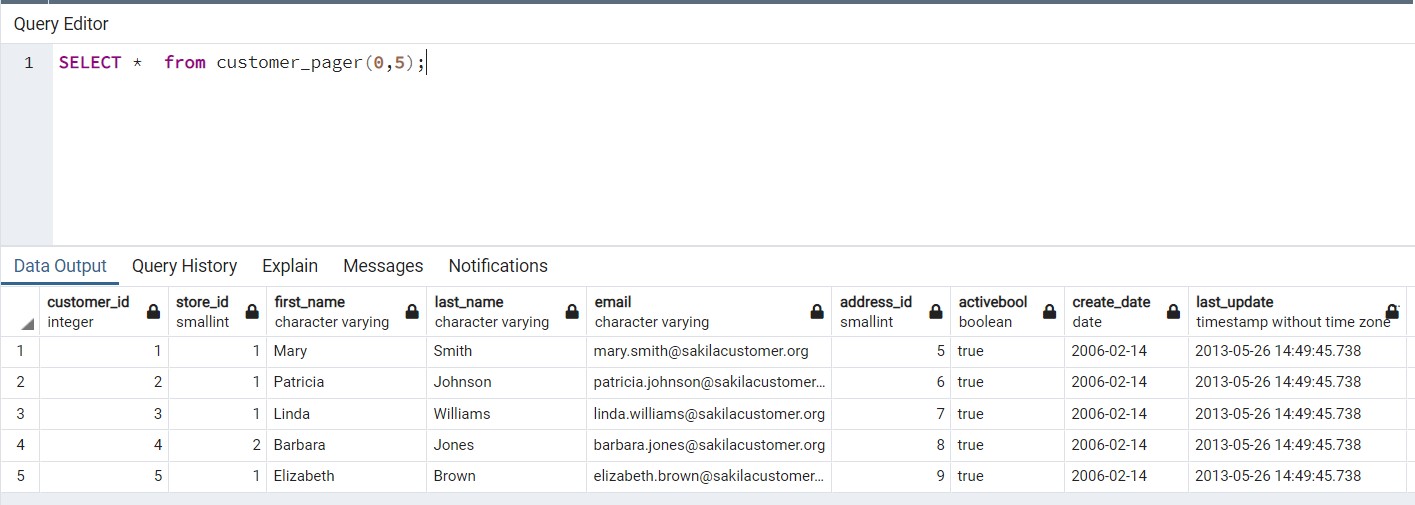 Query Editor
1 SELECT * from customer_pager(0,5);
Data Output Query History Explain Messages Notifications
customer_id store_id first_name last_name email address_id activebool create_date last_update
integer smallint character varying character varying character varying smallint boolean date timestamp without time zone
1 1 1 Mary Smith mary.smith@sakilacustomer.org 5 true 2006-02-14 2013-05-26 14:49:45.738
2 2 1 Patricia Johnson patricia.johnson@sakilacustomer... 6 true 2006-02-14 2013-05-26 14:49:45.738
3 3 1 Linda Williams linda.williams@sakilacustomer.org 7 true 2006-02-14 2013-05-26 14:49:45.738
4 4 2 Barbara Jones barbara.jones@sakilacustomer.org 8 true 2006-02-14 2013-05-26 14:49:45.738
5 5 1 Elizabeth Brown elizabeth.brown@sakilacustomer... 9 true 2006-02-14 2013-05-26 14:49:45.738